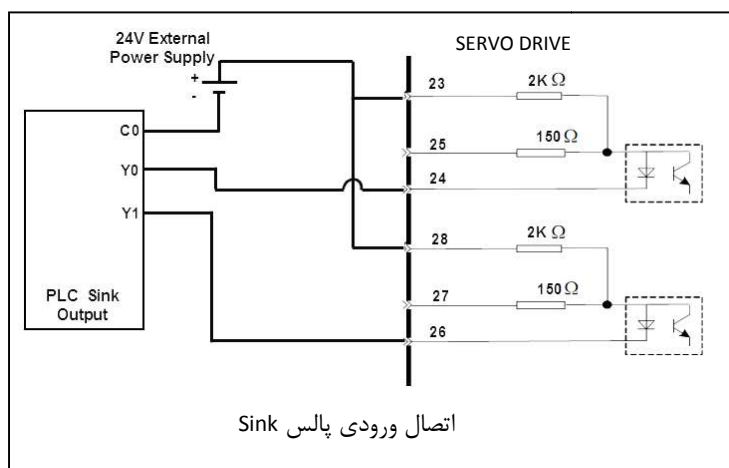 24V External
Power Supply
SERVO DRIVE
+
-
23
2K Ω
C0
25
150 Ω
Y0
24
Y1
28
2K Ω
PLC Sink
Output
27
150 Ω
26
اتصال ورودی پالس Sink